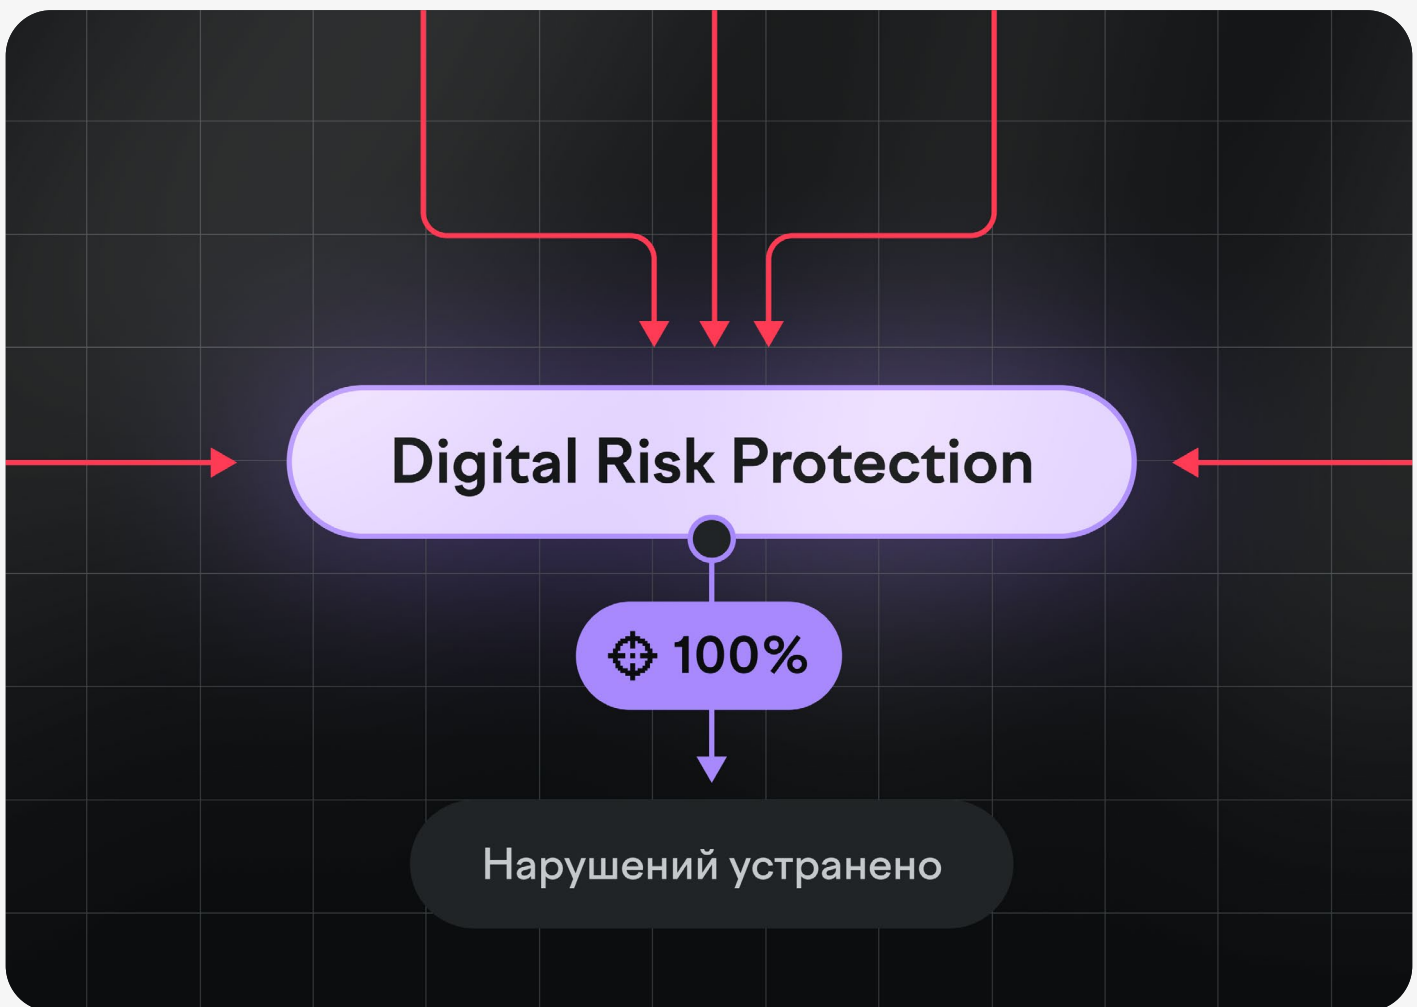 Digital Risk Protection
100%
Нарушений устранено